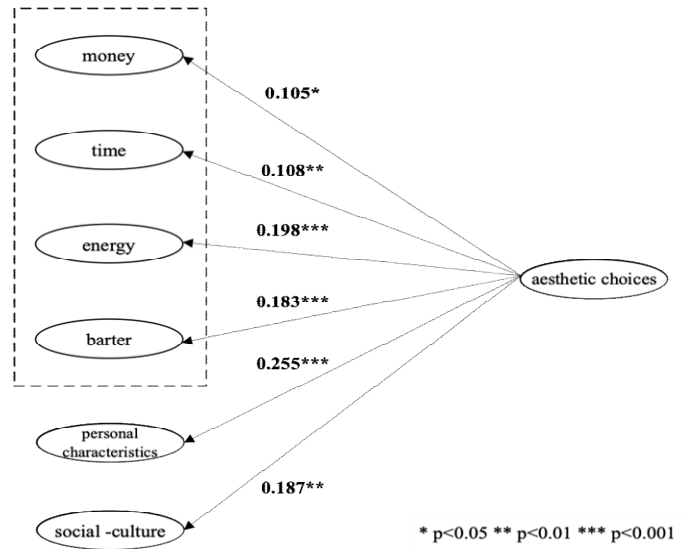 money
0.105*
time
0.108**
0.198***
energy
aesthetic choices
0.183***
barter
0.255***
personal
characteristics
0.187**
social -culture
* p<0.05 ** p<0.01 *** p<0.001